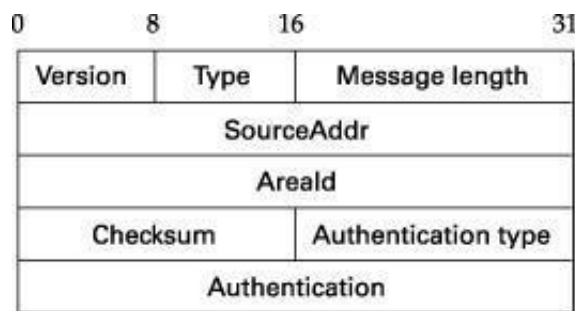 0 8 16 31
Version Type Message length
SourceAddr
AreaId
Checksum Authentication type
Authentication